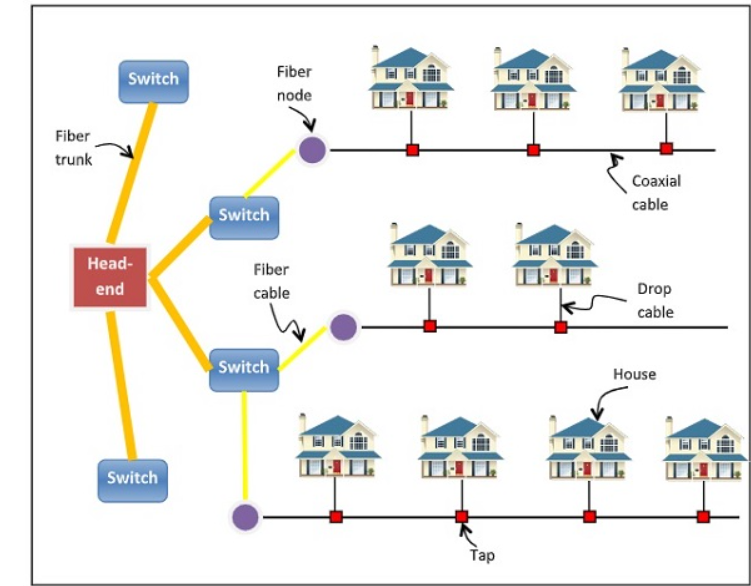 Switch
Fiber
node
Fiber
trunk
Coaxial
cable
Switch
Head-
end
Fiber
cable
Drop
cable
Switch
House
Switch
Tap